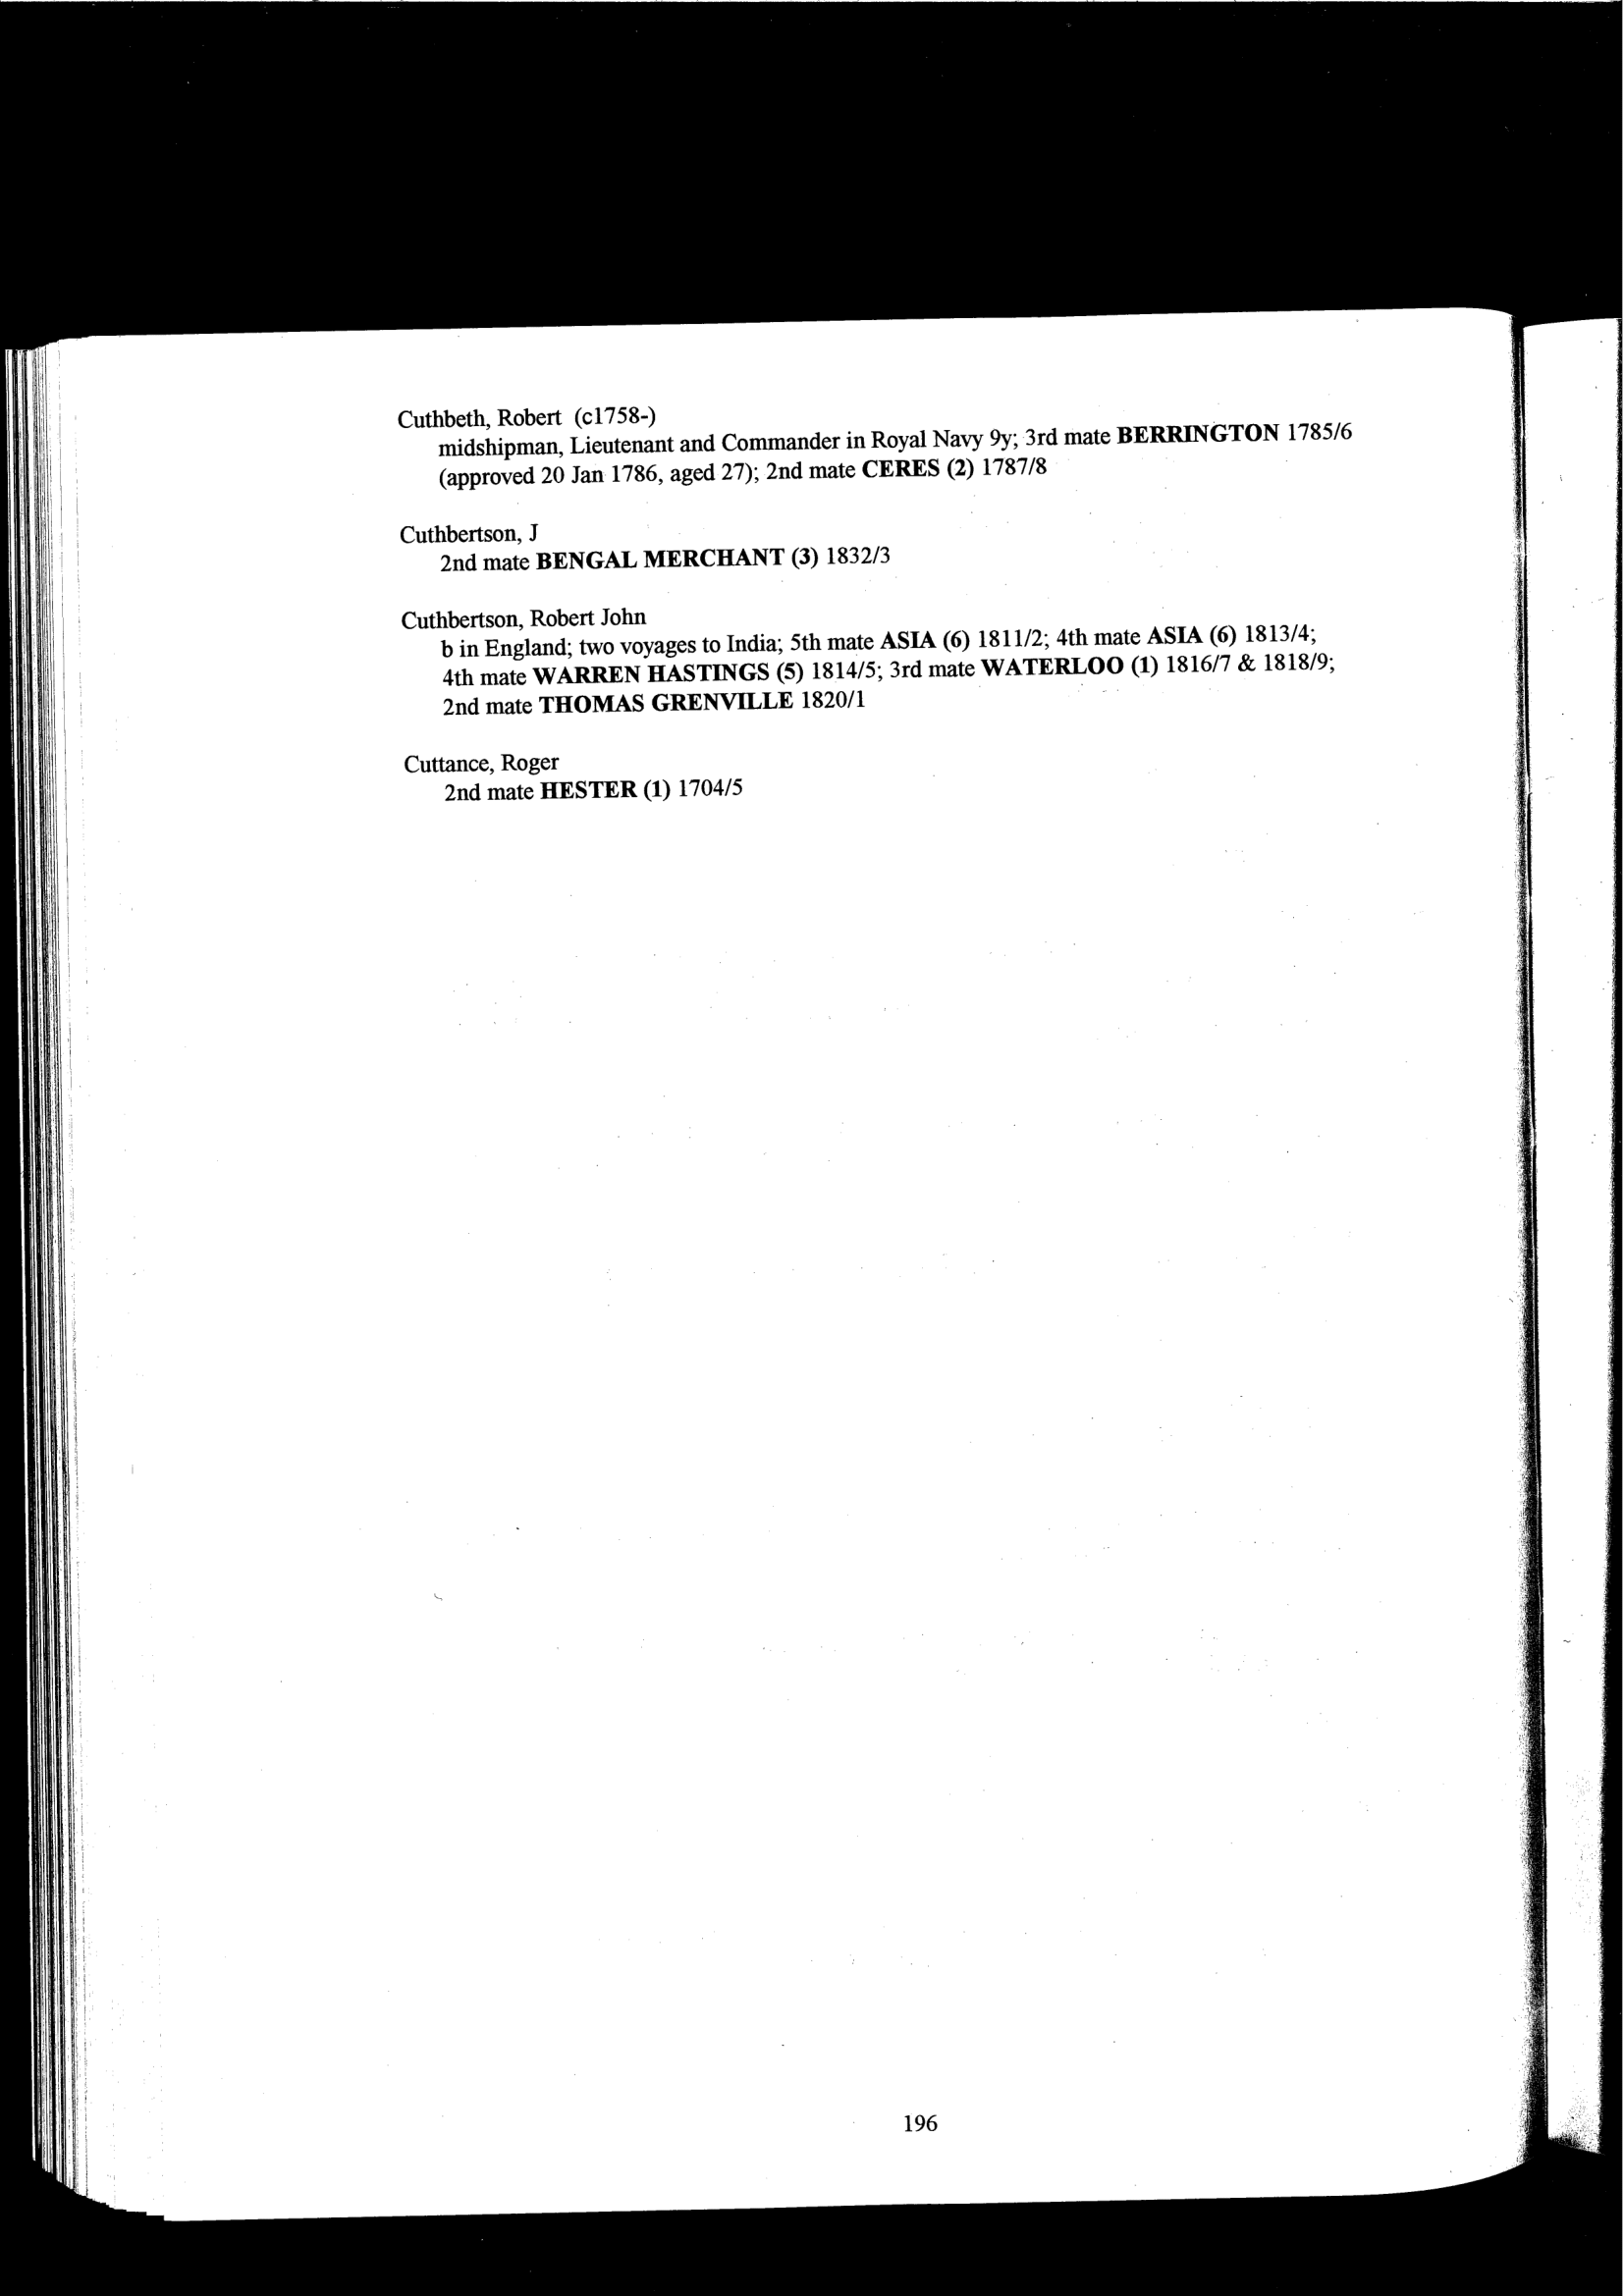 Cuthbeth, Robert (c1758-)
midshipman, Lieutenant and Commander in Royal Navy 9y; 3rd mate BERRINGTON 1785/6
(approved 20 Jan 1786, aged 27); 2nd mate CERES (2) 1787/8
Cuthbertson, J
2nd mate BENGAL MERCHANT (3) 1832/3
Cuthbertson, Robert John
b in England; two voyages to India; 5th mate ASIA (6) 1811/2; 4th mate ASIA (6) 1813/4;
4th mate WARREN HASTINGS (5) 1814/5; 3rd mate WATERLOO (1) 1816/7 & 1818/9;
2nd mate THOMAS GRENVILLE 1820/1
Cuttance, Roger
2nd mate HESTER (1) 1704/5
196